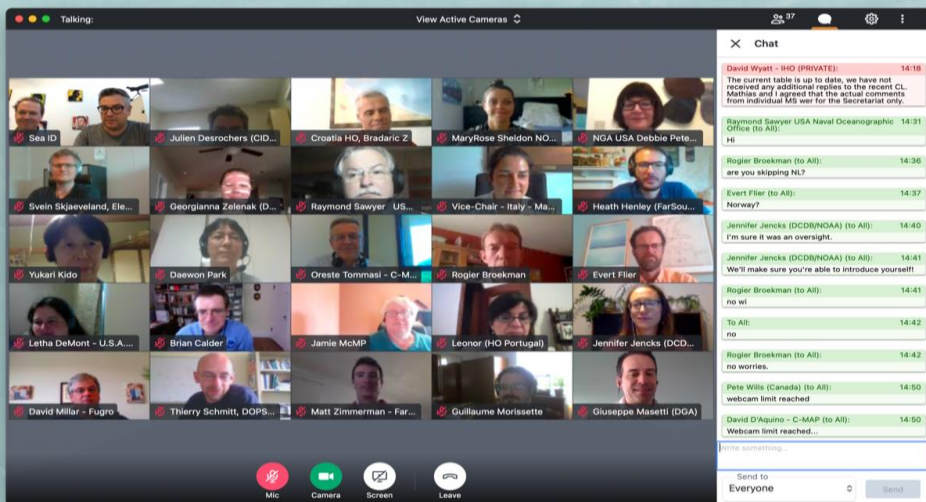 Talking:
View Active Cameras
37
Chat
David Wyatt - IHO (PRIVATE): 14:18
The current table is up to date, we have not
received any additional replies to the recent CL.
Mathias and I agreed that the actual comments
from individual MS wer for the Secretariat only.
Raymond Sawyer USA Naval Oceanographic 14:31
Office (to All):
Hi
Rogier Broekman (to All): 14:36
are you skipping NL?
Evert Flier (to All): 14:37
Norway?
Jennifer Jencks (DCDB/NOAA) (to All): 14:40
I'm sure it was an oversight.
Jennifer Jencks (DCDB/NOAA) (to All): 14:41
We'll make sure you're able to introduce yourself!
Rogier Broekman (to All): 14:41
no wi
To All: 14:42
no
Rogier Broekman (to All): 14:42
no worries.
Pete Wills (Canada) (to All): 14:50
webcam limit reached
David D'Aquino - C-MAP (to All): 14:50
Webcam limit reached...
Write something...
Send to
Everyone
Send
Sea ID
Julien Desrochers (CID...
Croatia HO, Bradaric Z
MaryRose Sheldon NO...
NGA USA Debbie Pete...
Svein Skjaeveland, Ele...
Georgianna Zelenak (D...
Raymond Sawyer US...
Vice-Chair - Italy - Ma...
Heath Henley (FarSou...
Yukari Kido
Daewon Park
Oreste Tommasi - C-M...
Rogier Broekman
Evert Flier
Letha DeMont - U.S.A....
Brian Calder
Jamie McMP
Leonor (HO Portugal)
Jennifer Jencks (DCD...
David Millar - Fugro
Thierry Schmitt, DOPS...
Matt Zimmerman - Far...
Guillaume Morissette
Giuseppe Masetti (DGA)
Mic
Camera
Screen
Leave